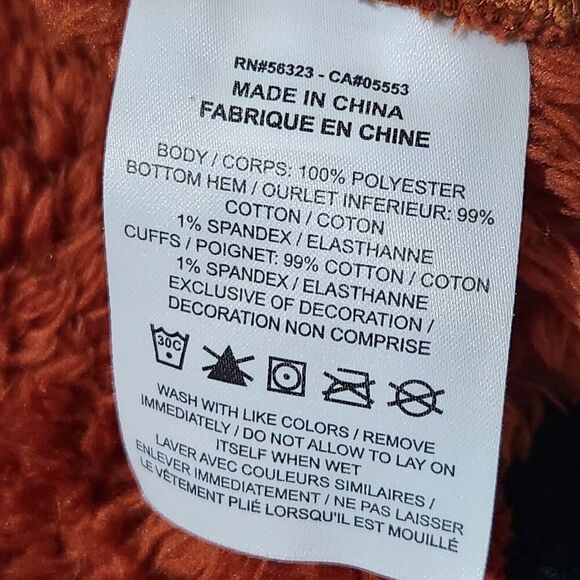 RN#56323 - CA#05553
MADE IN CHINA
FABRIQUE EN CHINE
BODY / CORPS: 100% POLYESTER
BOTTOM HEM / OURLET INFERIEUR: 99%
COTTON / COTON
1% SPANDEX / ELASTHANNE
CUFFS / POIGNET: 99% COTTON / COTON
1% SPANDEX / ELASTHANNE
EXCLUSIVE OF DECORATION /
DECORATION NON COMPRISE
30C
WASH WITH LIKE COLORS / REMOVE
IMMEDIATELY / DO NOT ALLOW TO LAY ON
ITSELF WHEN WET
LAVER AVEC COULEURS SIMILAIRES /
ENLEVER IMMEDIATEMENT / NE PAS LAISSER
LE VÊTEMENT PLIÉ LORSQU'IL EST MOUILLÉ